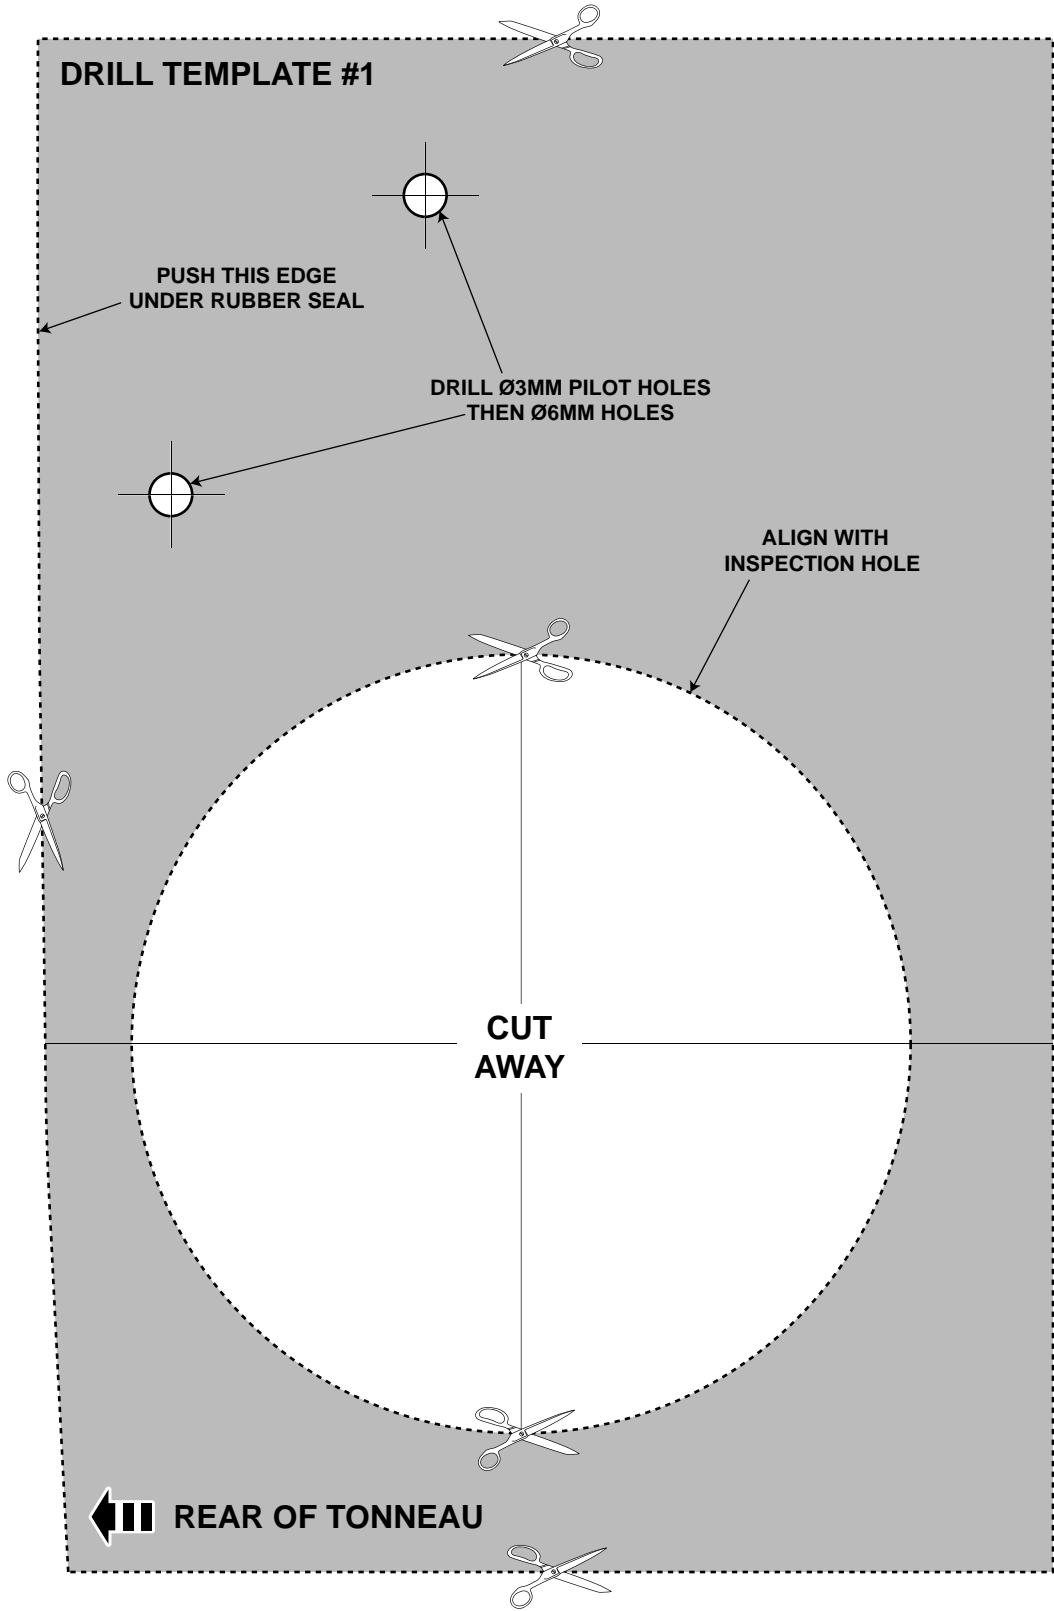 DRILL TEMPLATE #1
PUSH THIS EDGE
UNDER RUBBER SEAL
DRILL Ø3MM PILOT HOLES
THEN Ø6MM HOLES
ALIGN WITH
INSPECTION HOLE
CUT
AWAY
REAR OF TONNEAU